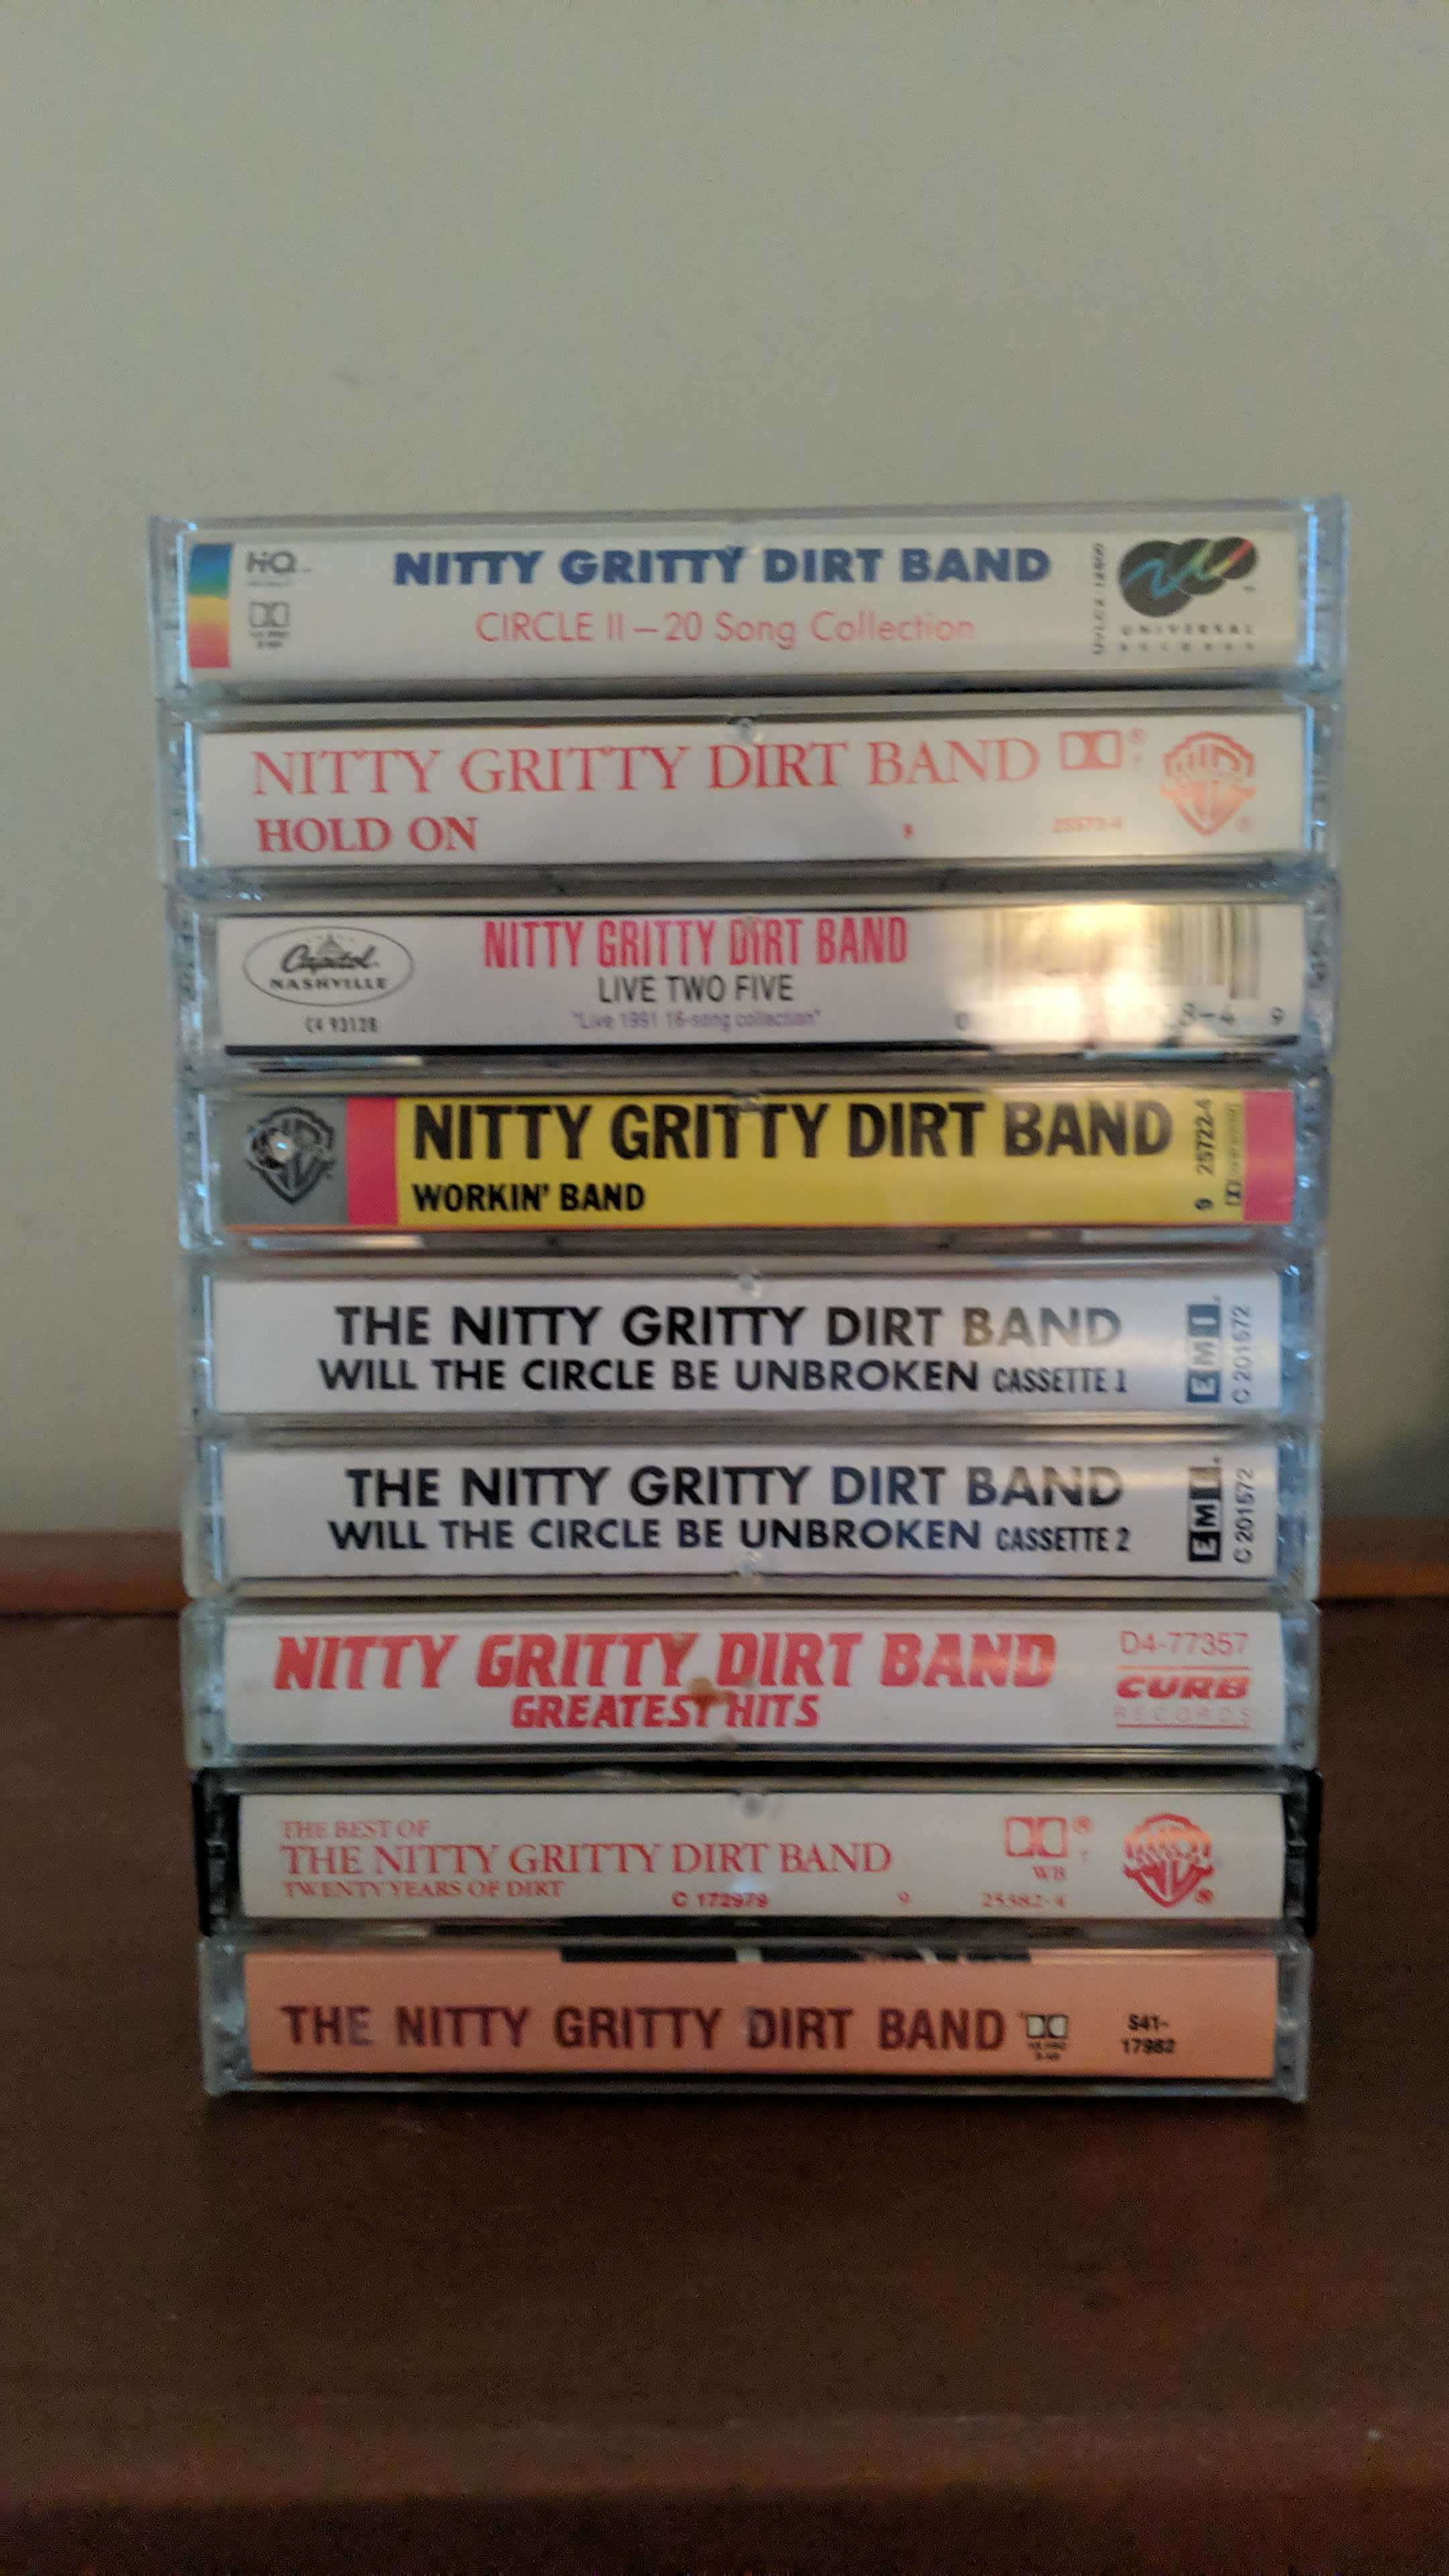 HQ
NITTY GRITTY DIRT BAND
CIRCLE II – 20 Song Collection
UNIVERSAL
RECORDS
NITTY GRITTY DIRT BAND
HOLD ON
9 25573-4
Capitol
NASHVILLE
C4 93128
NITTY GRITTY DIRT BAND
LIVE TWO FIVE
"Live 1991 16-song collection"
NITTY GRITTY DIRT BAND
WORKIN' BAND
9 25722-4
THE NITTY GRITTY DIRT BAND
WILL THE CIRCLE BE UNBROKEN CASSETTE 1
EMI
C 201572
THE NITTY GRITTY DIRT BAND
WILL THE CIRCLE BE UNBROKEN CASSETTE 2
EMI
C 201572
NITTY GRITTY DIRT BAND
GREATEST HITS
D4-77357
CURB
RECORDS
THE BEST OF
THE NITTY GRITTY DIRT BAND
TWENTY YEARS OF DIRT
C 172979
WB
9 25382-4
THE NITTY GRITTY DIRT BAND
S41-
17982